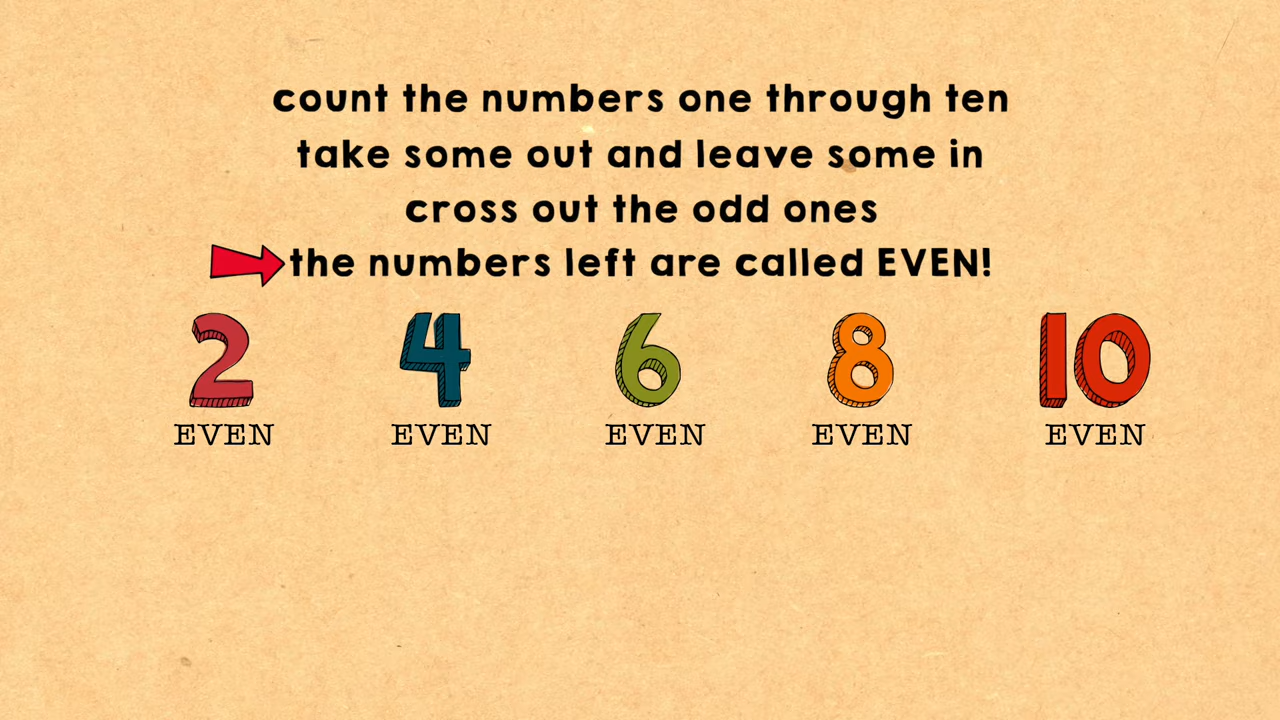 count the numbers one through ten
take some out and leave some in
cross out the odd ones
the numbers left are called EVEN!
2 4 6 8 10
EVEN EVEN EVEN EVEN EVEN